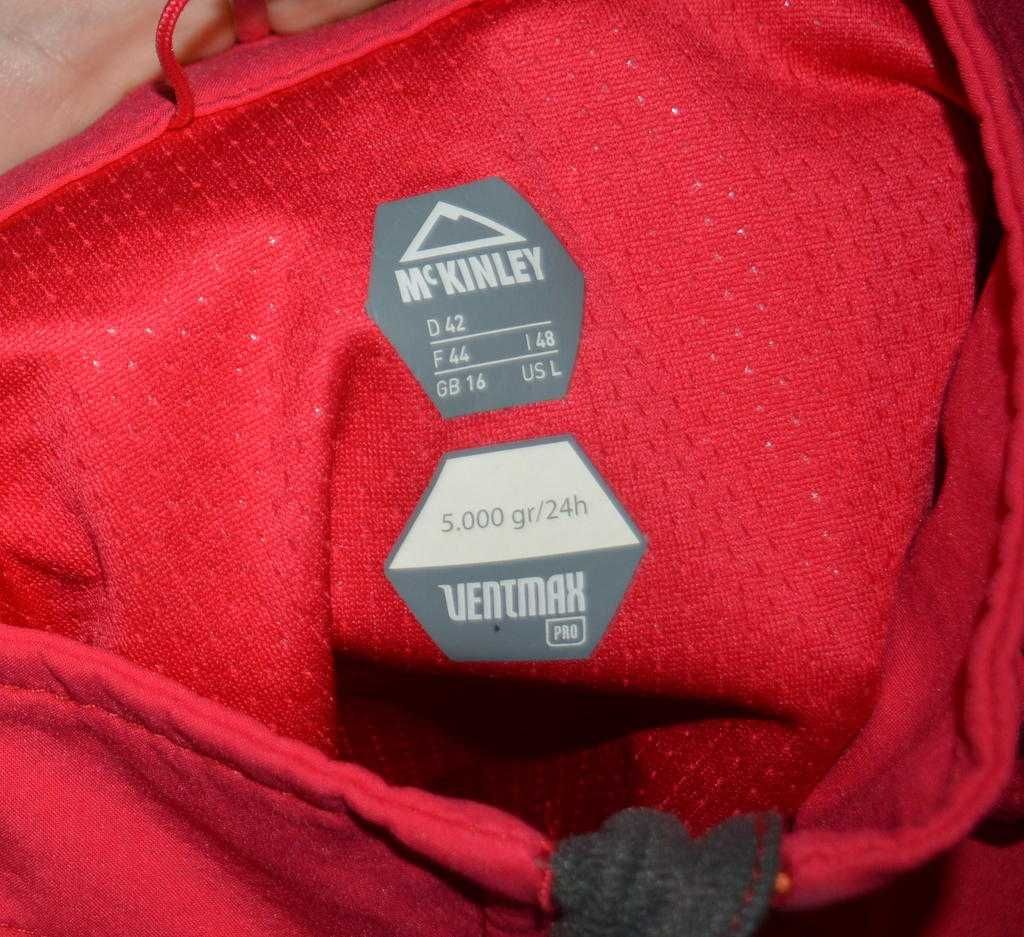 McKINLEY
D 42
F 44 I 48
GB 16 US L
5.000 gr/24h
VENTMAX
PRO